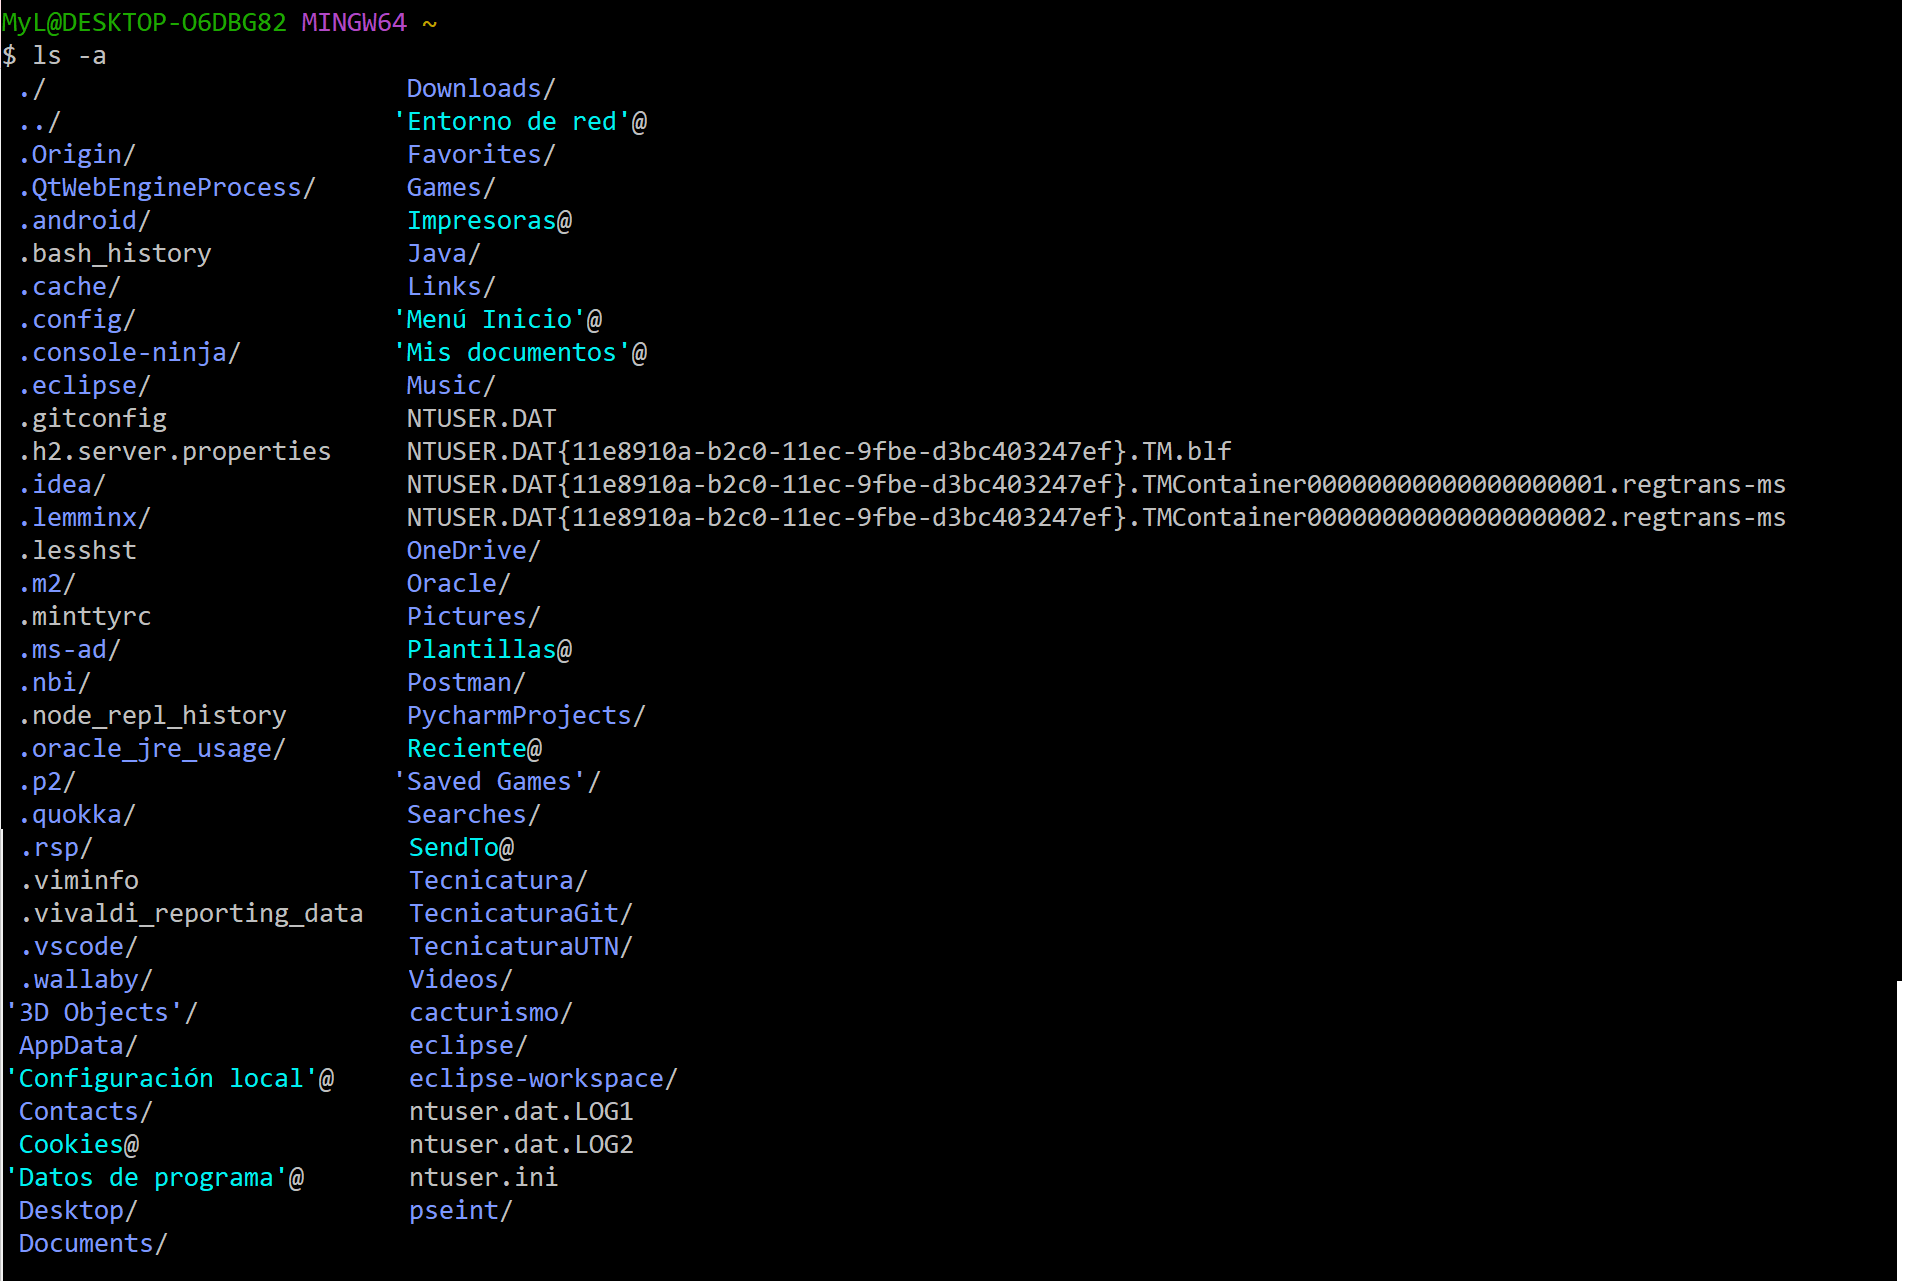 MyL@DESKTOP-O6DBG82 MINGW64 ~
$ ls -a
./ Downloads/
../ 'Entorno de red'@
.Origin/ Favorites/
.QtWebEngineProcess/ Games/
.android/ Impresoras@
.bash_history Java/
.cache/ Links/
.config/ 'Menú Inicio'@
.console-ninja/ 'Mis documentos'@
.eclipse/ Music/
.gitconfig NTUSER.DAT
.h2.server.properties NTUSER.DAT{11e8910a-b2c0-11ec-9fbe-d3bc403247ef}.TM.blf
.idea/ NTUSER.DAT{11e8910a-b2c0-11ec-9fbe-d3bc403247ef}.TMContainer00000000000000000001.regtrans-ms
.lemminx/ NTUSER.DAT{11e8910a-b2c0-11ec-9fbe-d3bc403247ef}.TMContainer00000000000000000002.regtrans-ms
.lesshst OneDrive/
.m2/ Oracle/
.minttyrc Pictures/
.ms-ad/ Plantillas@
.nbi/ Postman/
.node_repl_history PycharmProjects/
.oracle_jre_usage/ Reciente@
.p2/ 'Saved Games'/
.quokka/ Searches/
.rsp/ SendTo@
.viminfo Tecnicatura/
.vivaldi_reporting_data TecnicaturaGit/
.vscode/ TecnicaturaUTN/
.wallaby/ Videos/
'3D Objects'/ cacturismo/
AppData/ eclipse/
'Configuración local'@ eclipse-workspace/
Contacts/ ntuser.dat.LOG1
Cookies@ ntuser.dat.LOG2
'Datos de programa'@ ntuser.ini
Desktop/ pseint/
Documents/